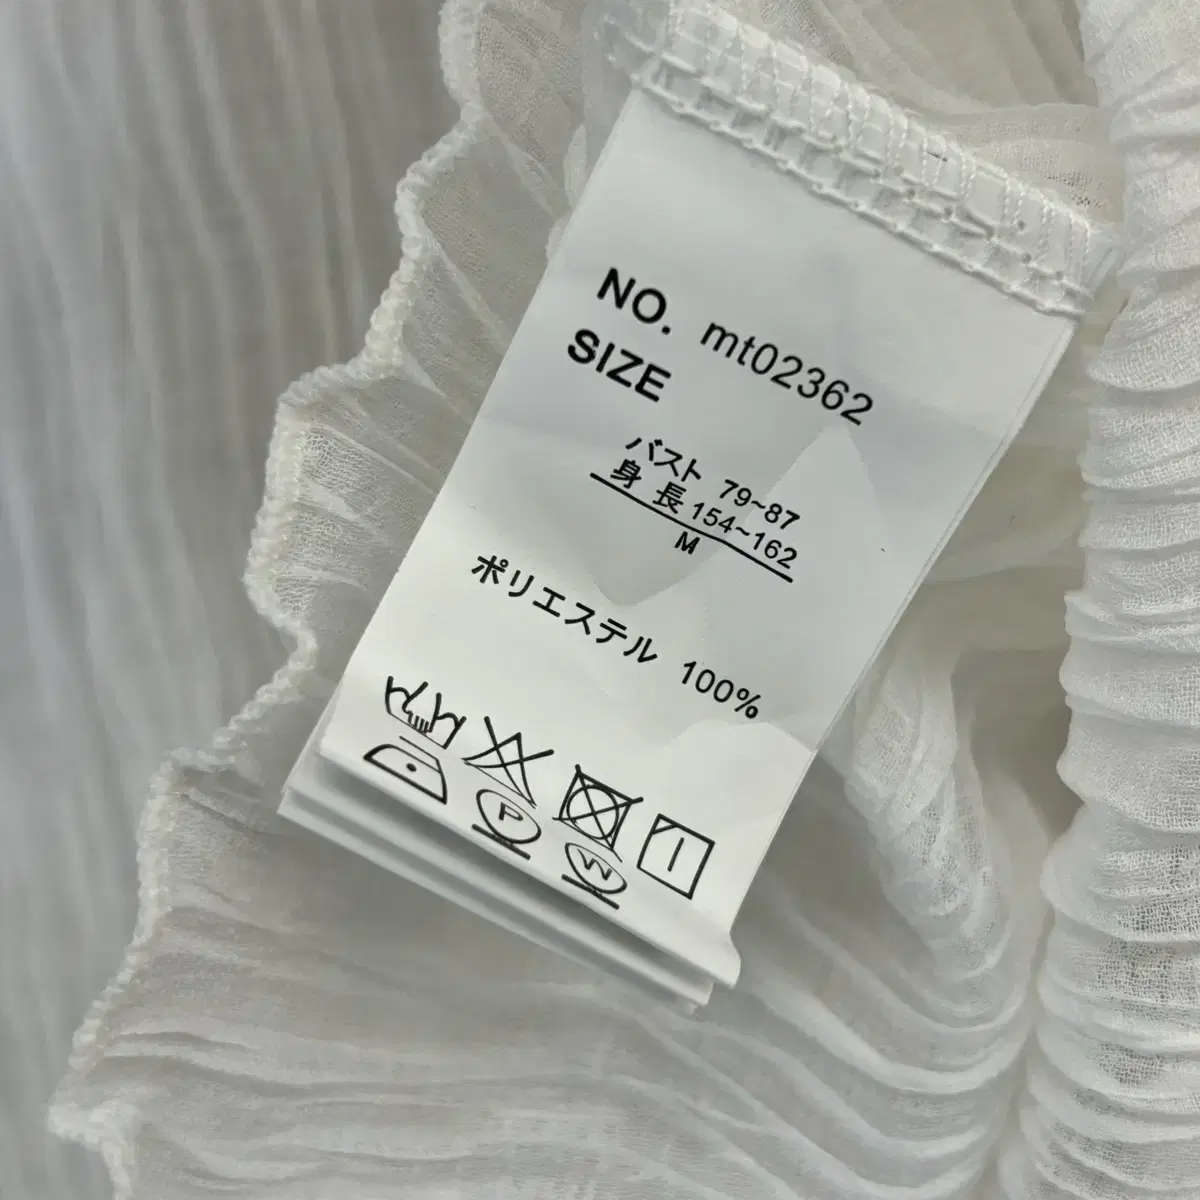 NO. mt02362
SIZE
バスト 79~87
身長 154~162
M
ポリエステル 100%
P
W